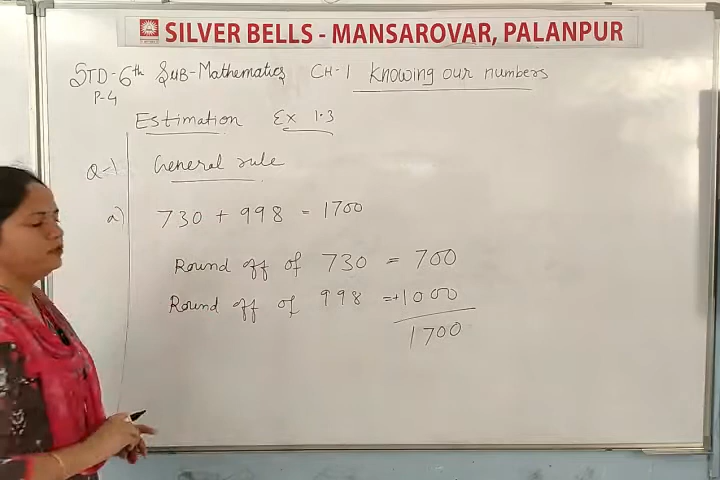 SILVER BELLS - MANSAROVAR, PALANPUR
STD-6th SUB-Mathematics CH-1 Knowing our numbers
P-4
Estimation Ex 1.3
Q-1 General rule
a) 730 + 998 = 1700
Round off of 730 = 700
Round off of 998 = +1000
1700